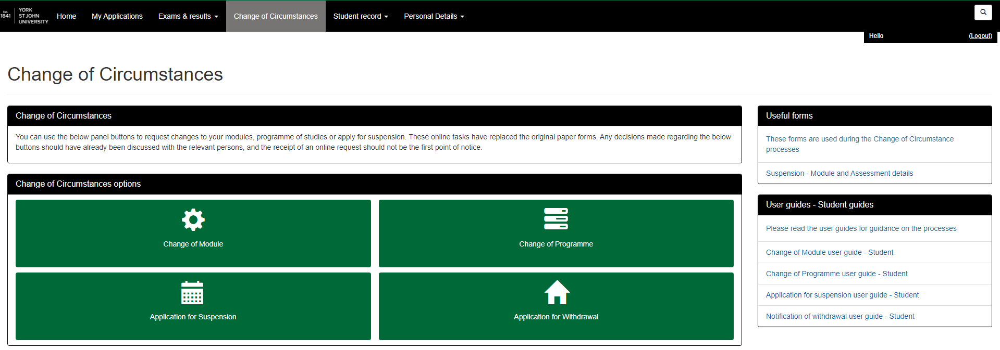 Est.
1841
YORK
ST JOHN
UNIVERSITY
Home
My Applications
Exams & results
Change of Circumstances
Student record
Personal Details
Hello
(Logout)
Change of Circumstances
Change of Circumstances
You can use the below panel buttons to request changes to your modules, programme of studies or apply for suspension. These online tasks have replaced the original paper forms. Any decisions made regarding the below
buttons should have already been discussed with the relevant persons, and the receipt of an online request should not be the first point of notice.
Change of Circumstances options
Change of Module
Change of Programme
Application for Suspension
Application for Withdrawal
Useful forms
These forms are used during the Change of Circumstance
processes
Suspension - Module and Assessment details
User guides - Student guides
Please read the user guides for guidance on the processes
Change of Module user guide - Student
Change of Programme user guide - Student
Application for suspension user guide - Student
Notification of withdrawal user guide - Student